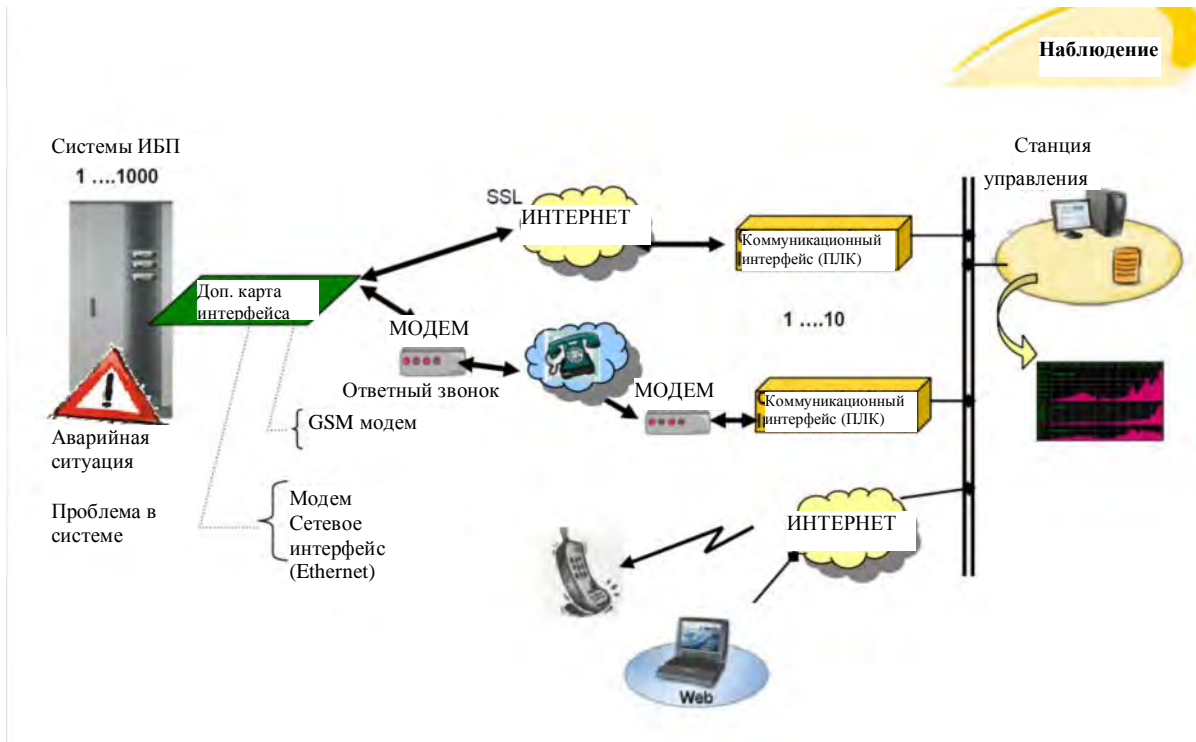 Наблюдение
Системы ИБП
1 ....1000
Станция
управления
SSL
ИНТЕРНЕТ
Коммуникационный
интерфейс (ПЛК)
Доп. карта
интерфейса
1 ....10
МОДЕМ
Ответный звонок
МОДЕМ
Коммуникационный
интерфейс (ПЛК)
GSM модем
Аварийная
ситуация
Проблема в
системе
Модем
Сетевое
интерфейс
(Ethernet)
ИНТЕРНЕТ
Web